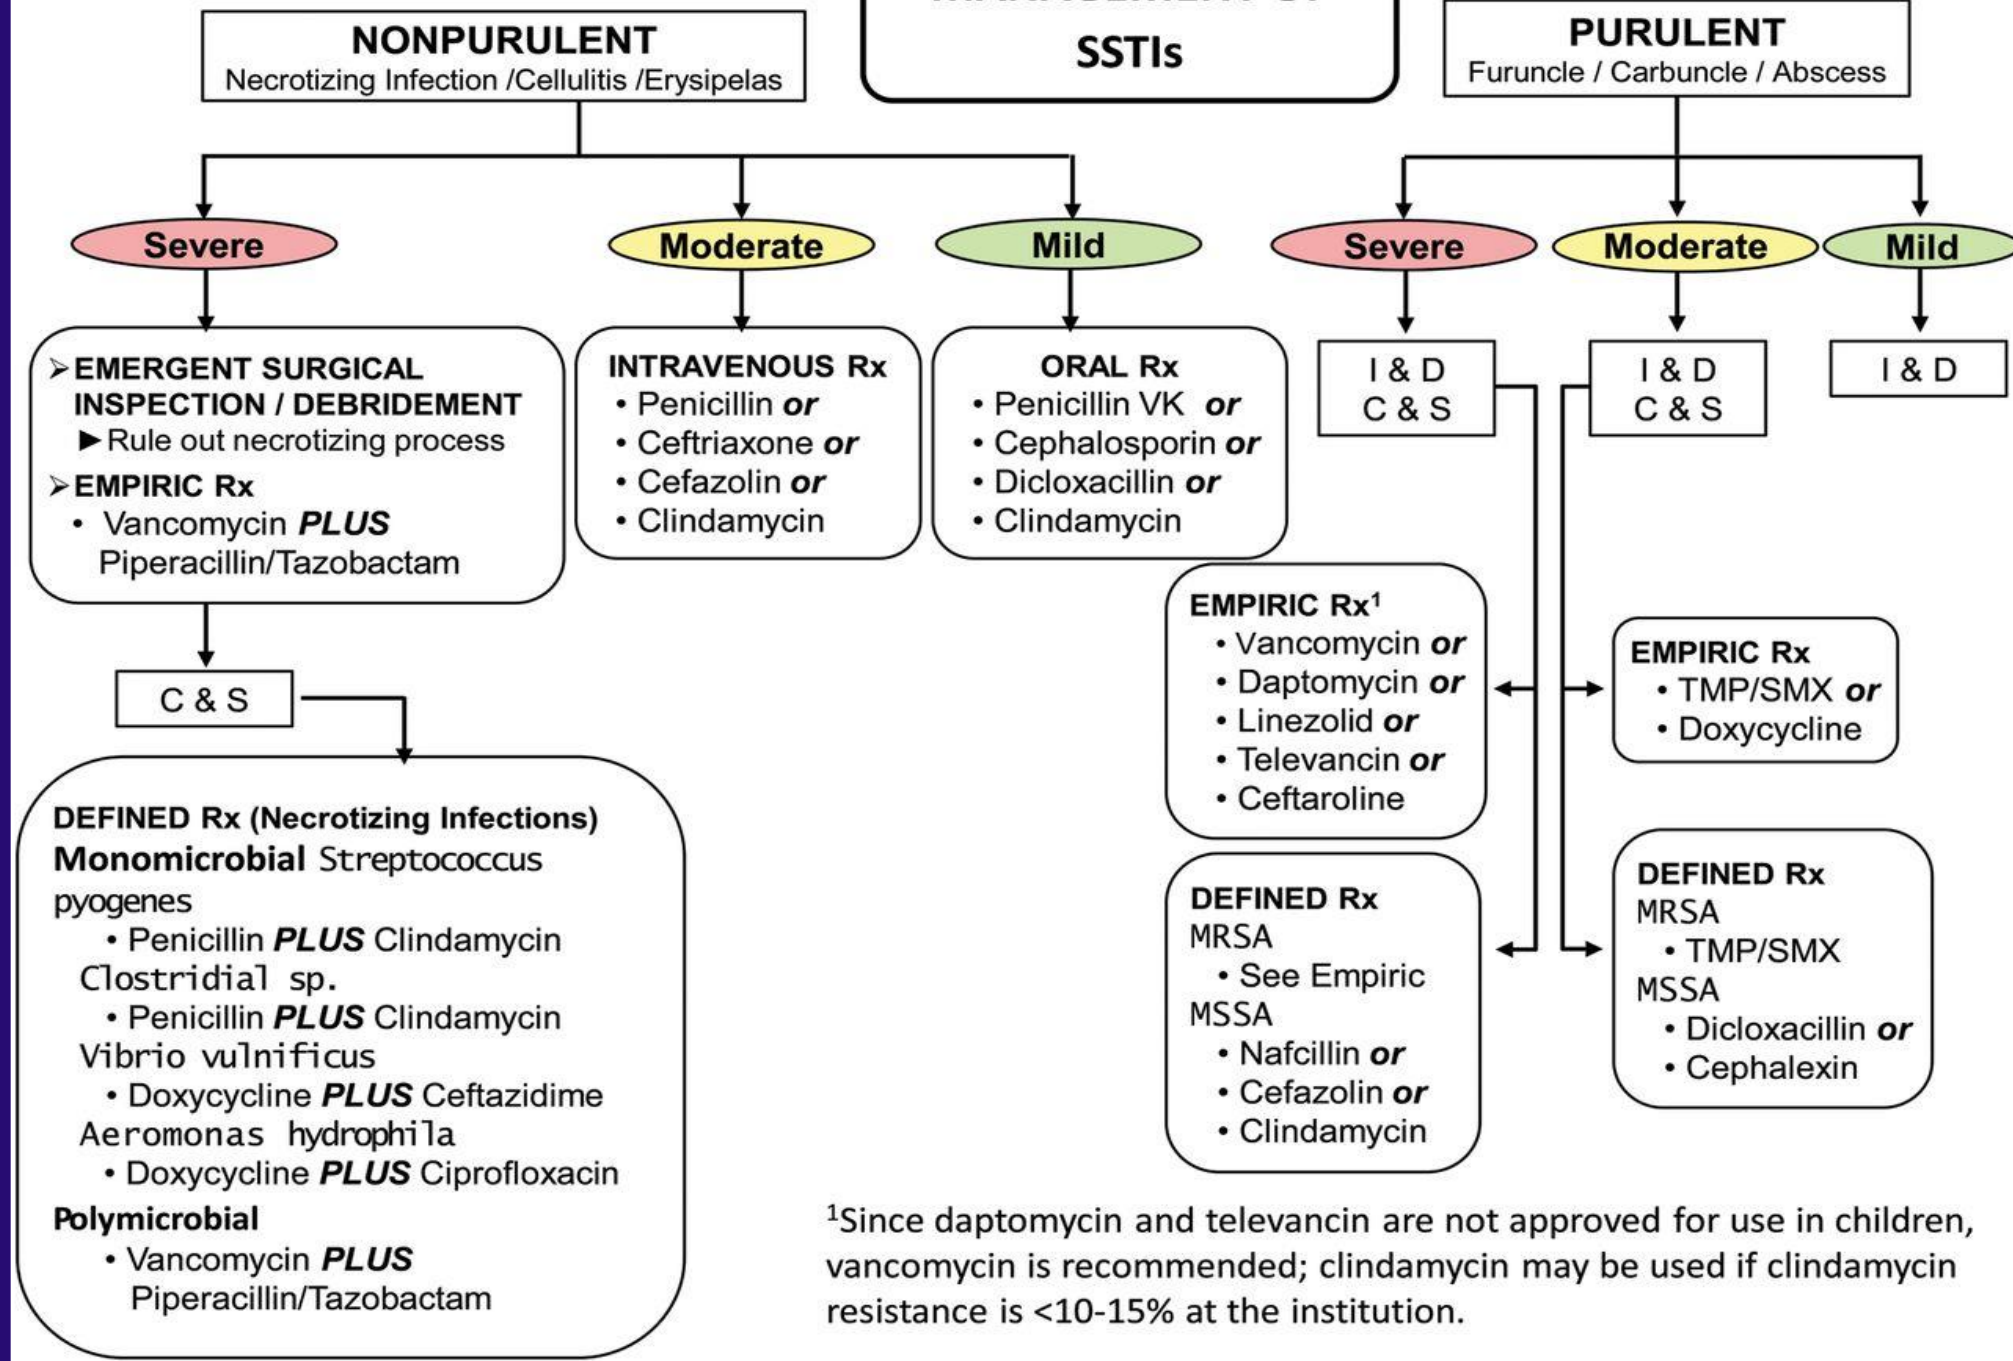 MANAGEMENT OF
SSTIs
NONPURULENT
Necrotizing Infection /Cellulitis /Erysipelas
Severe
➢EMERGENT SURGICAL
INSPECTION / DEBRIDEMENT
►Rule out necrotizing process
➢EMPIRIC Rx
• Vancomycin PLUS
Piperacillin/Tazobactam
C & S
DEFINED Rx (Necrotizing Infections)
Monomicrobial Streptococcus
pyogenes
• Penicillin PLUS Clindamycin
Clostridial sp.
• Penicillin PLUS Clindamycin
Vibrio vulnificus
• Doxycycline PLUS Ceftazidime
Aeromonas hydrophila
• Doxycycline PLUS Ciprofloxacin
Polymicrobial
• Vancomycin PLUS
Piperacillin/Tazobactam
Moderate
INTRAVENOUS Rx
• Penicillin or
• Ceftriaxone or
• Cefazolin or
• Clindamycin
Mild
ORAL Rx
• Penicillin VK or
• Cephalosporin or
• Dicloxacillin or
• Clindamycin
PURULENT
Furuncle / Carbuncle / Abscess
Severe
I & D
C & S
EMPIRIC Rx¹
• Vancomycin or
• Daptomycin or
• Linezolid or
• Televancin or
• Ceftaroline
DEFINED Rx
MRSA
• See Empiric
MSSA
• Nafcillin or
• Cefazolin or
• Clindamycin
Moderate
I & D
C & S
EMPIRIC Rx
• TMP/SMX or
• Doxycycline
DEFINED Rx
MRSA
• TMP/SMX
MSSA
• Dicloxacillin or
• Cephalexin
Mild
I & D
¹Since daptomycin and televancin are not approved for use in children,
vancomycin is recommended; clindamycin may be used if clindamycin
resistance is <10-15% at the institution.